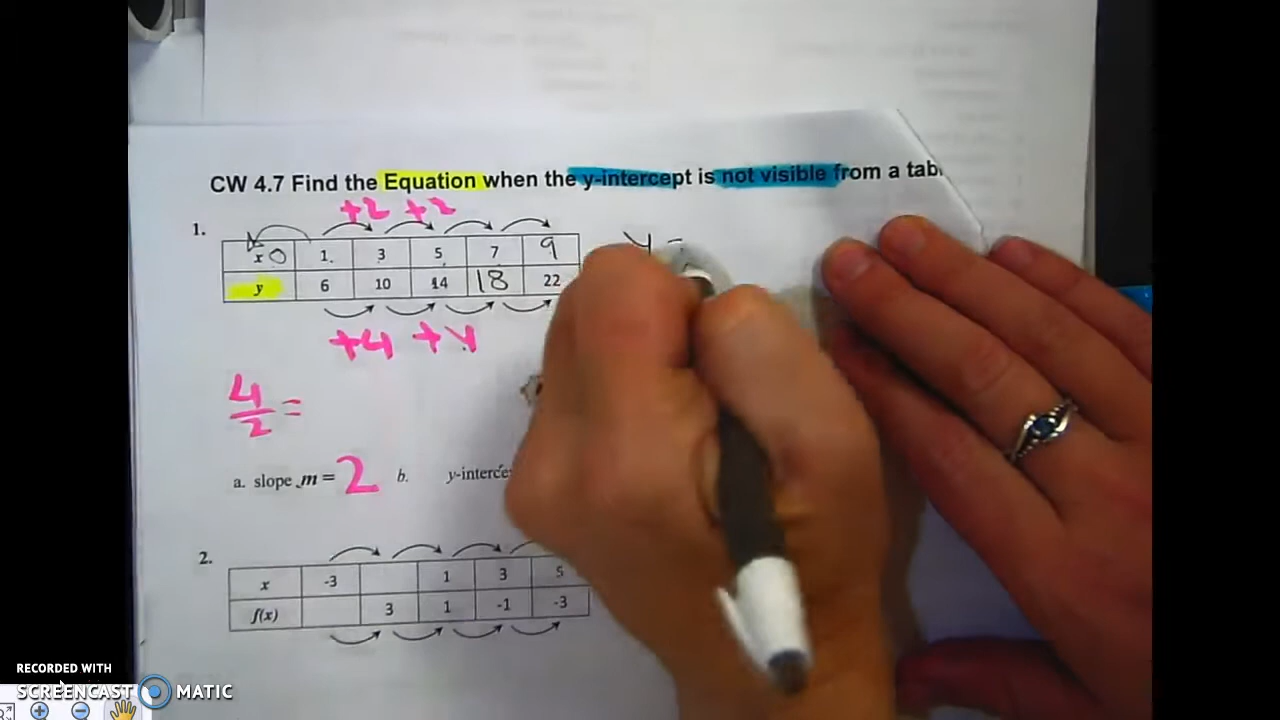 CW 4.7 Find the Equation when the y-intercept is not visible from a tab
+2 +2
1.
x 0 1 3 5 7 9 y =
y 6 10 14 18 22
+4 +4
4/2 =
a. slope m = 2 b. y-interce
2.
x -3 1 3 5
f(x) 3 1 -1 -3
RECORDED WITH
SCREENCAST MATIC